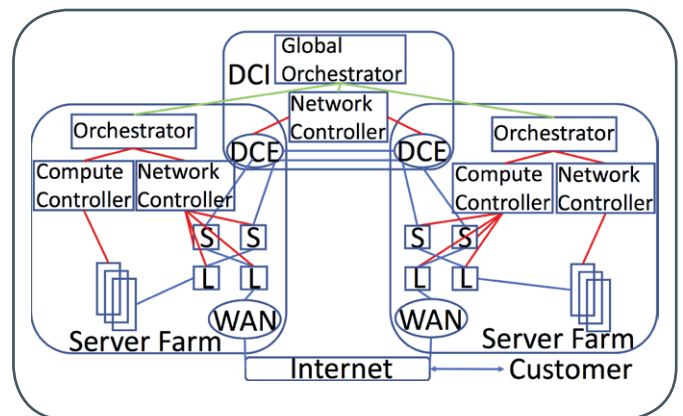 Global
Orchestrator
DCI
Network
Controller
Orchestrator
Orchestrator
DCE
DCE
Compute
Controller
Network
Controller
Compute
Controller
Network
Controller
S
S
S
S
L
L
L
L
WAN
WAN
Server Farm
Server Farm
Internet
Customer